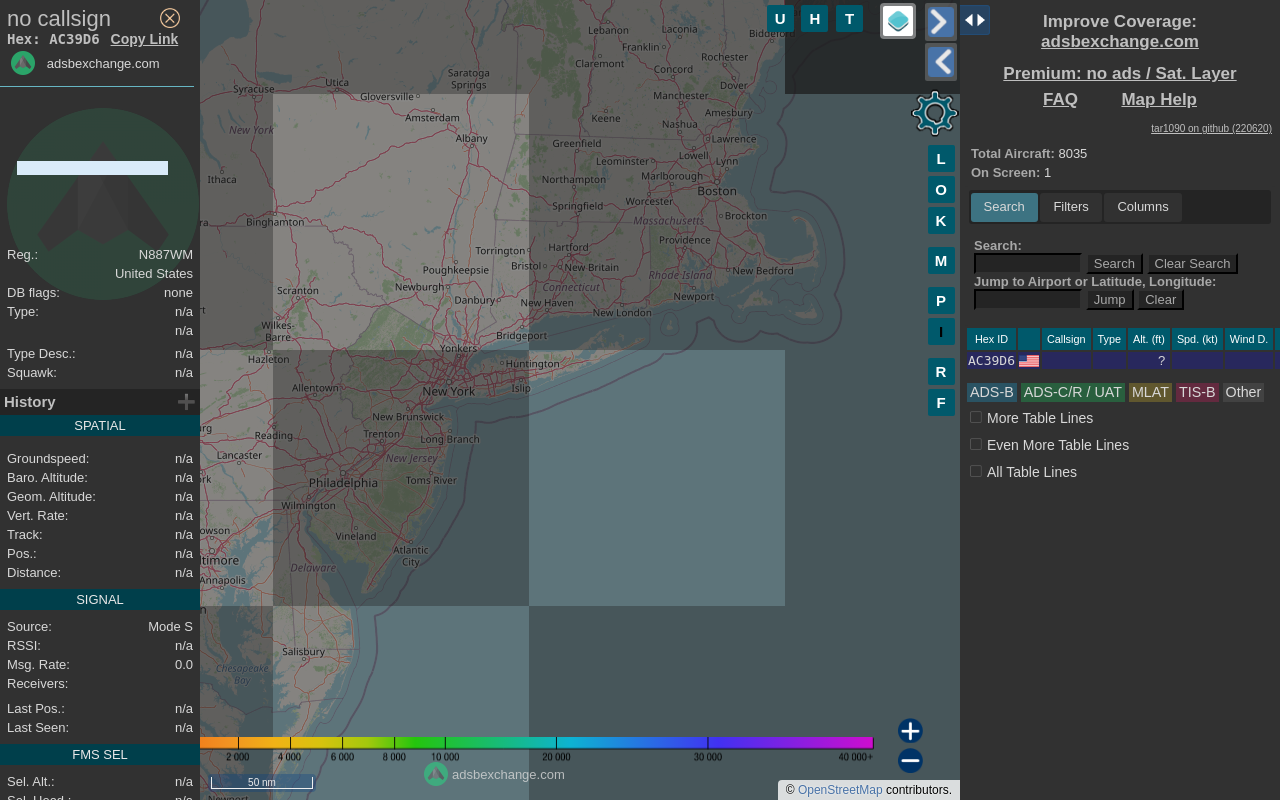 no callsign
Hex: AC39D6 Copy Link
adsbexchange.com
Reg.: N887WM
United States
DB flags: none
Type: n/a
n/a
Type Desc.: n/a
Squawk: n/a
History
SPATIAL
Groundspeed: n/a
Baro. Altitude: n/a
Geom. Altitude: n/a
Vert. Rate: n/a
Track: n/a
Pos.: n/a
Distance: n/a
SIGNAL
Source: Mode S
RSSI: n/a
Msg. Rate: 0.0
Receivers:
Last Pos.: n/a
Last Seen: n/a
FMS SEL
Sel. Alt.: n/a
U H T
L
O
K
M
P
I
R
F
Lebanon
Laconia
Franklin
Claremont
Concord
Rochester
Dover
Manchester
Amesbury
Keene
Nashua
Lawrence
Saratoga
Springs
Utica
Gloversville
Syracuse
Amsterdam
New York
Albany
Greenfield
Lowell
Leominster
Lynn
Ithaca
Northampton
Marlborough
Boston
Springfield
Worcester
Binghamton
Massachusetts
Brockton
Torrington
Hartford
Providence
Bristol
New Britain
Poughkeepsie
Rhode Island
New Bedford
Scranton
Newburgh
Connecticut
Danbury
New Haven
Newport
New London
Wilkes-
Barre
Bridgeport
Hazleton
Yonkers
Huntington
Allentown
New York
Islip
New Brunswick
Reading
Trenton
Long Branch
Lancaster
New Jersey
Philadelphia
Toms River
Wilmington
Vineland
Atlantic
City
Delaware
Annapolis
Salisbury
Chesapeake
Bay
Newport
2 000 4 000 6 000 8 000 10 000 20 000 30 000 40 000+
50 nm
adsbexchange.com
© OpenStreetMap contributors.
Improve Coverage:
adsbexchange.com
Premium: no ads / Sat. Layer
FAQ Map Help
tar1090 on github (220620)
Total Aircraft: 8035
On Screen: 1
Search Filters Columns
Search:
Search Clear Search
Jump to Airport or Latitude, Longitude:
Jump Clear
Hex ID Callsign Type Alt. (ft) Spd. (kt) Wind D.
AC39D6 ?
ADS-B ADS-C/R / UAT MLAT TIS-B Other
More Table Lines
Even More Table Lines
All Table Lines